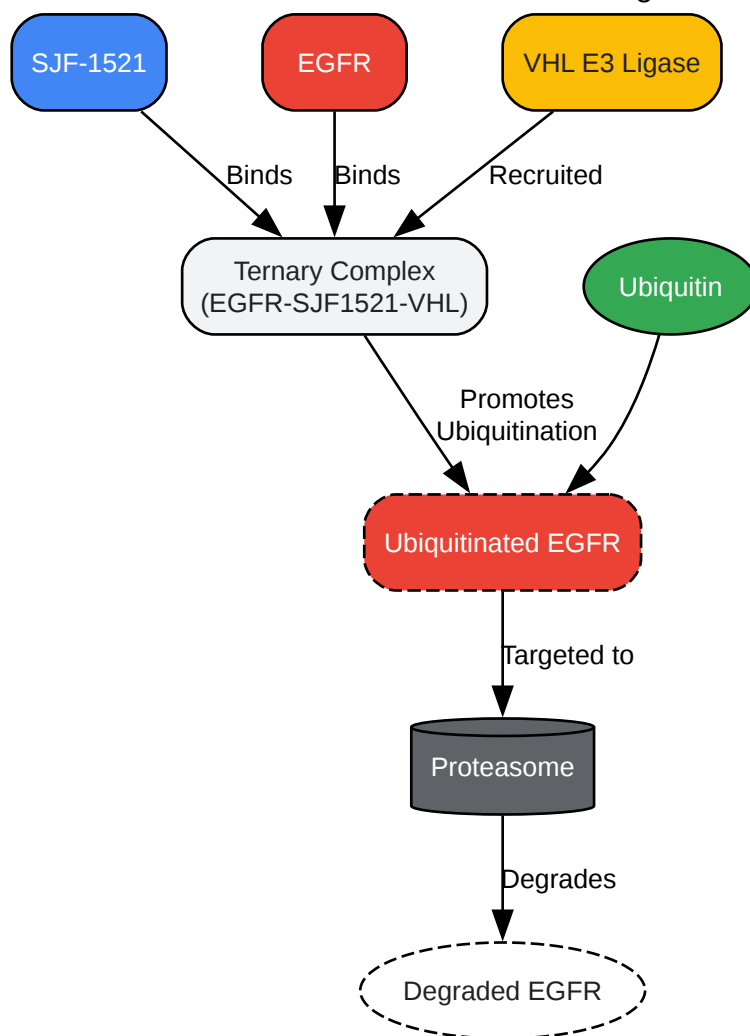 SJF-1521
EGFR
VHL E3 Ligase
Binds
Binds
Recruited
Ternary Complex
(EGFR-SJF1521-VHL)
Ubiquitin
Promotes
Ubiquitination
Ubiquitinated EGFR
Targeted to
Proteasome
Degrades
Degraded EGFR